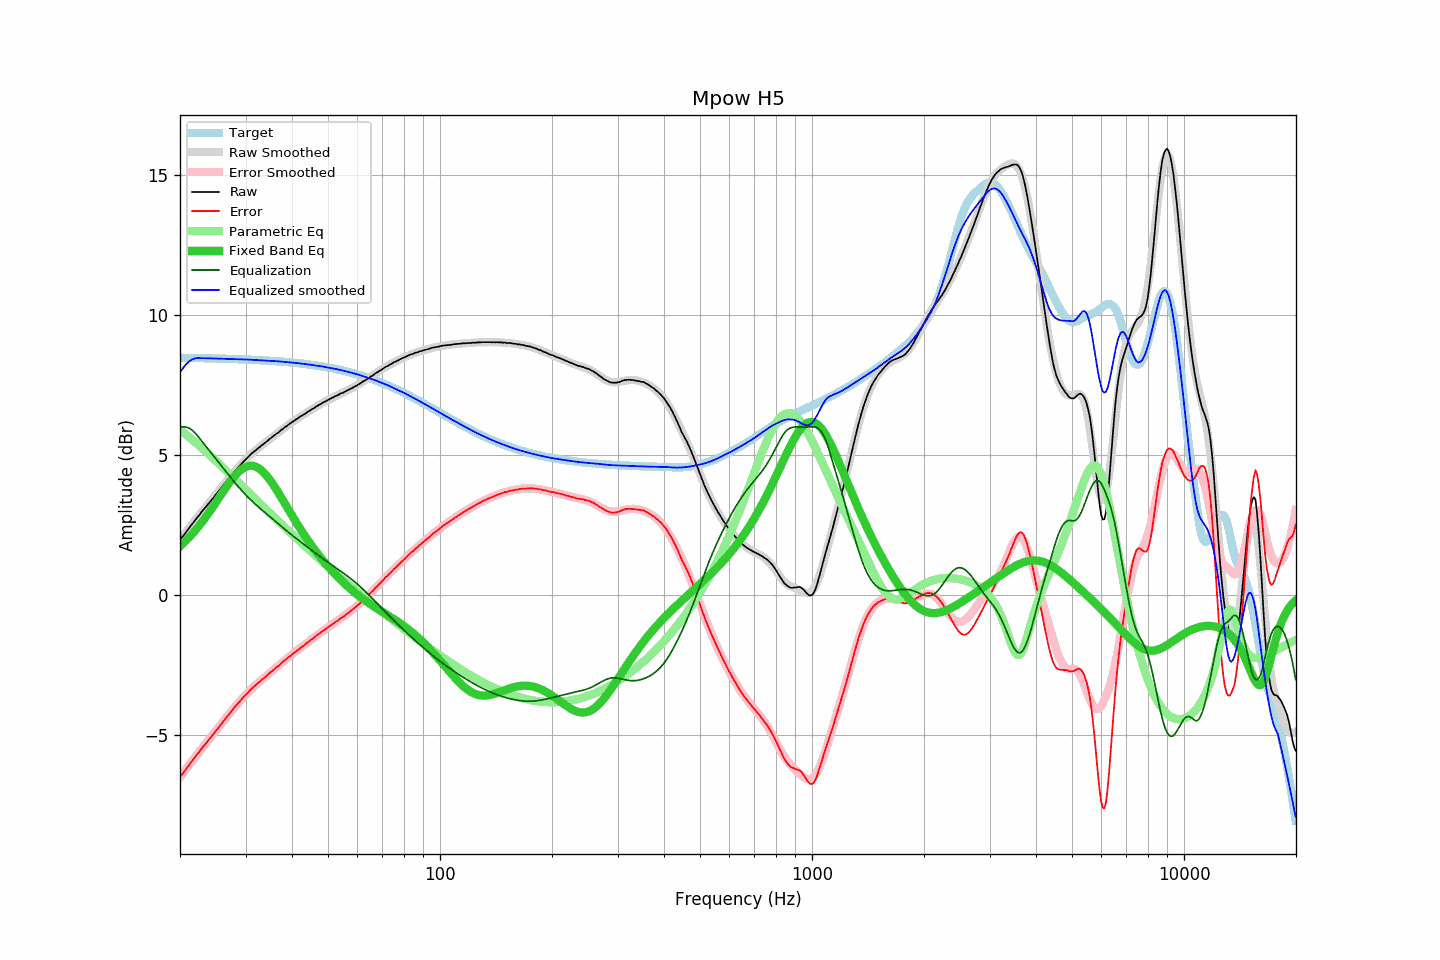 Mpow H5
Target
Raw Smoothed
Error Smoothed
Raw
Error
Parametric Eq
Fixed Band Eq
Equalization
Equalized smoothed
Amplitude (dBr)
15
10
5
0
−5
100
1000
10000
Frequency (Hz)